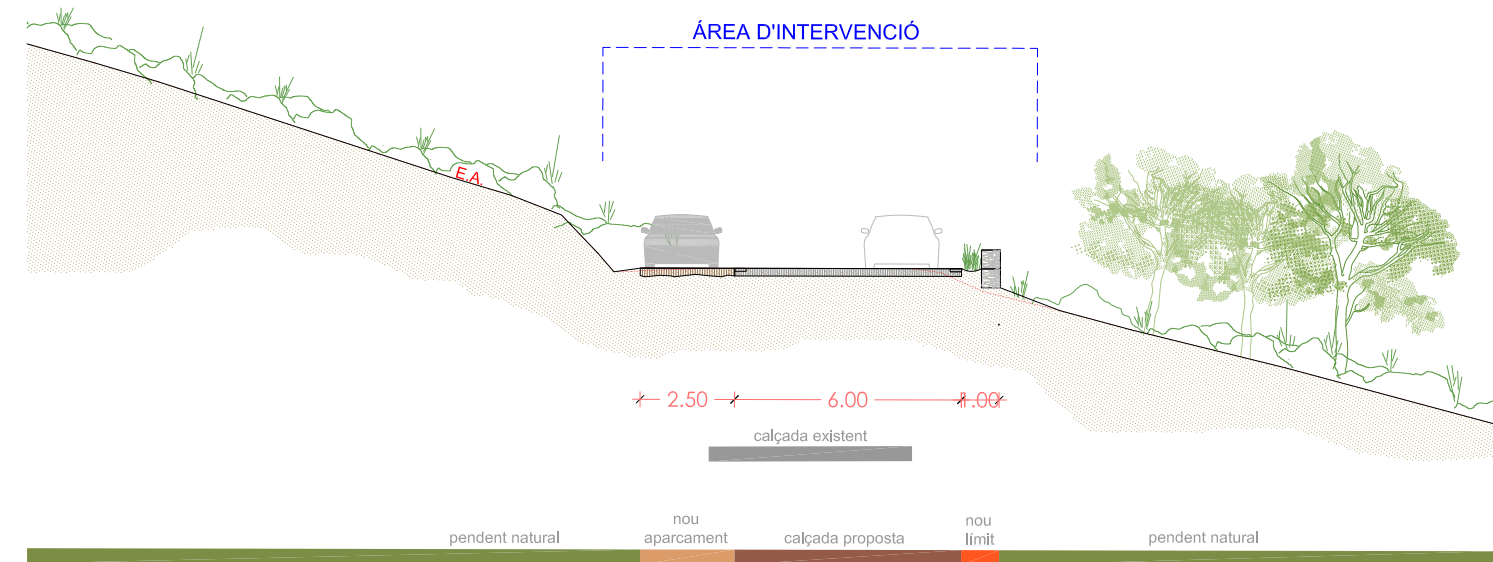 ÁREA D'INTERVENCIÓ
E.A.
2.50
6.00
1.00
calçada existent
pendent natural
nou
aparcament
calçada proposta
nou
límit
pendent natural